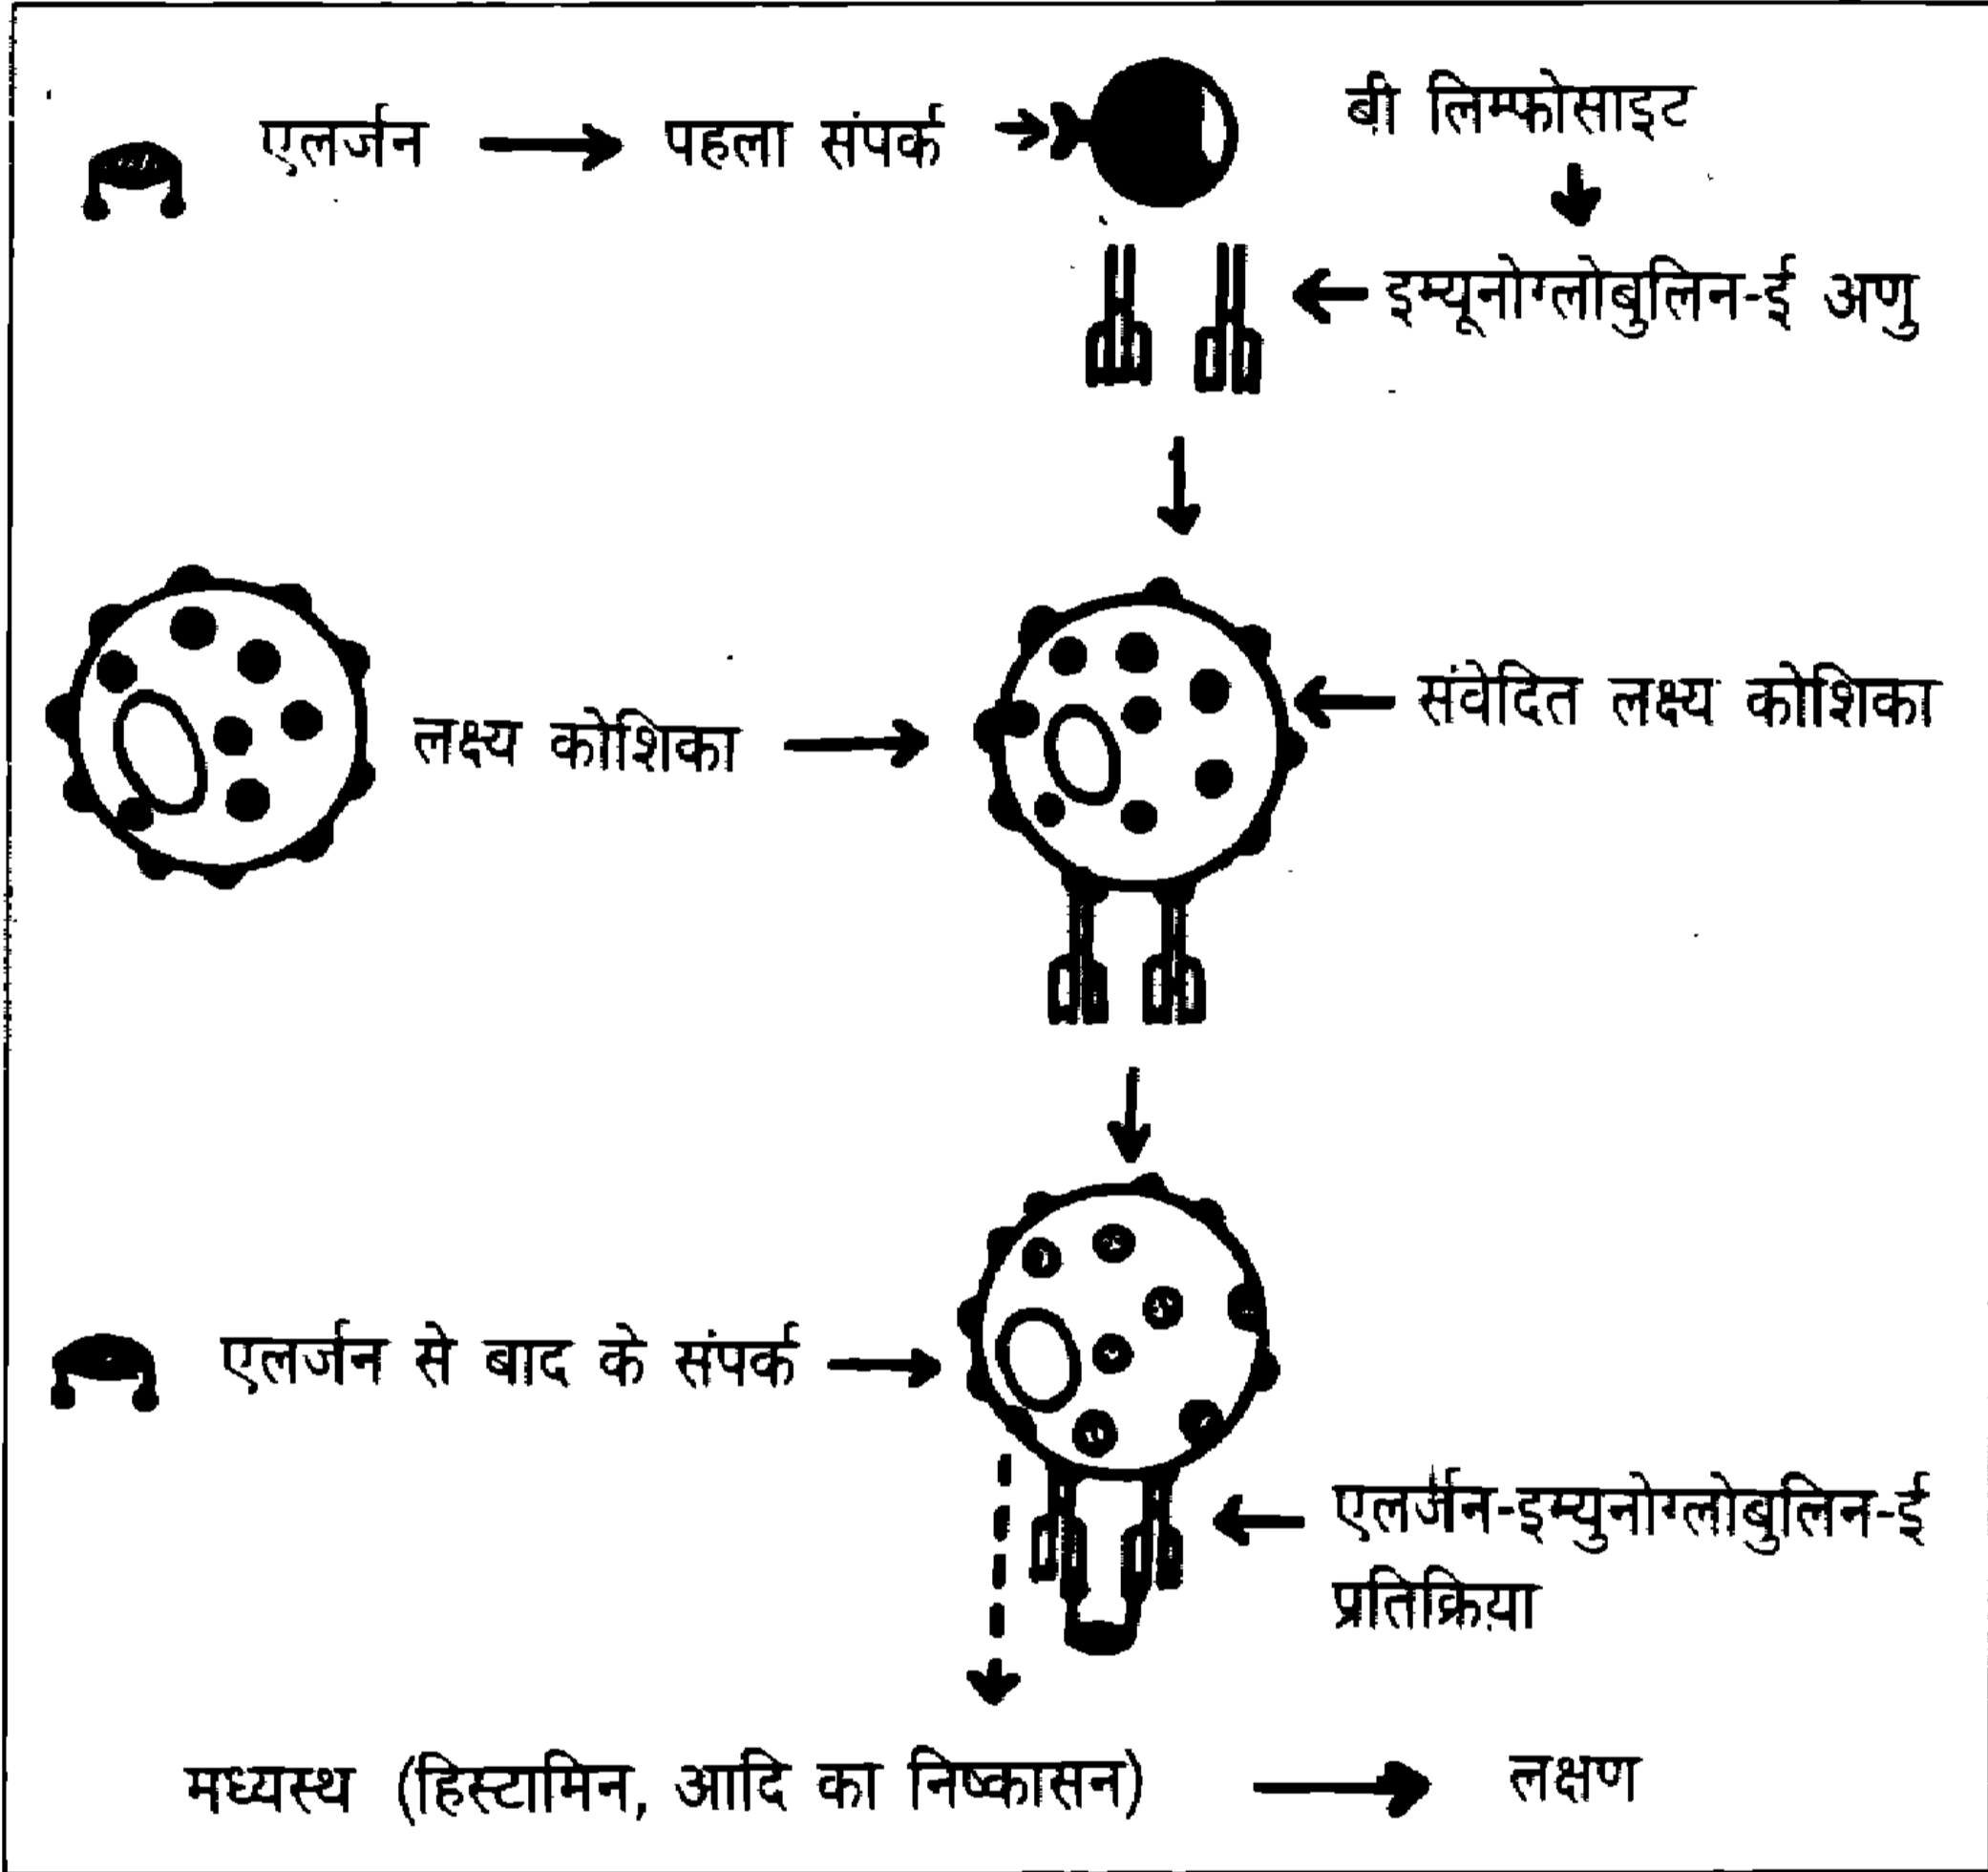 एलर्जन
पहला संपर्क
बी लिम्फोसाइट
इम्यूनोग्लोबुलिन-ई अणु
लक्ष्य कोशिका
संवेदित लक्ष्य कोशिका
एलर्जन से बाद के संपर्क
एलर्जन-इम्युनोग्लोबुलिन-ई
प्रतिक्रिया
मध्यस्थ (हिस्टामिन, आदि का निष्कासन)
लक्षण